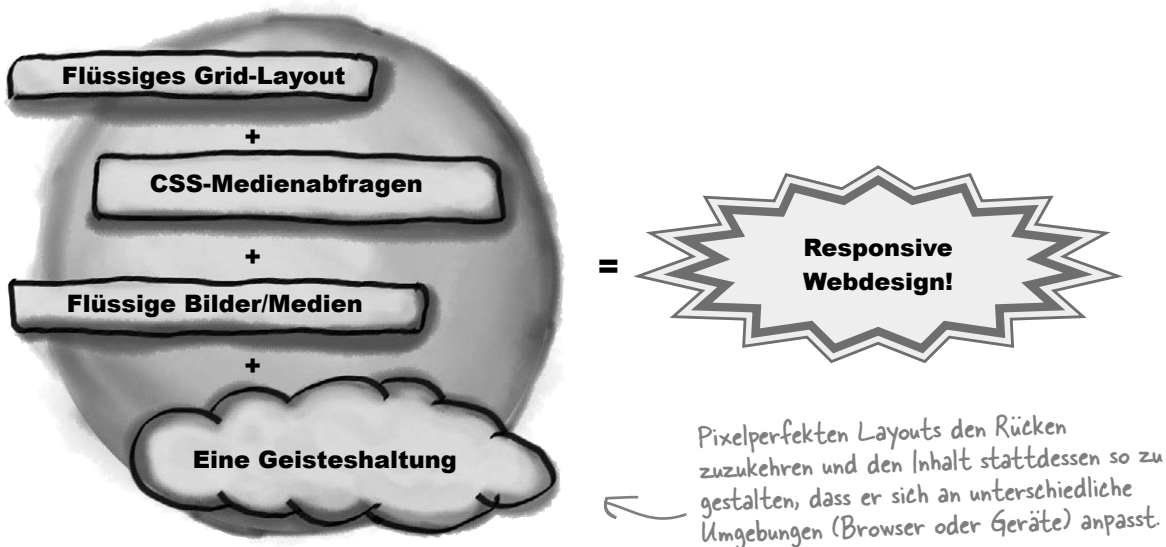 Flüssiges Grid-Layout
+
CSS-Medienabfragen
+
Flüssige Bilder/Medien
+
Eine Geisteshaltung
=
Responsive
Webdesign!
Pixelperfekten Layouts den Rücken
zuzukehren und den Inhalt stattdessen so zu
gestalten, dass er sich an unterschiedliche
Umgebungen (Browser oder Geräte) anpasst.